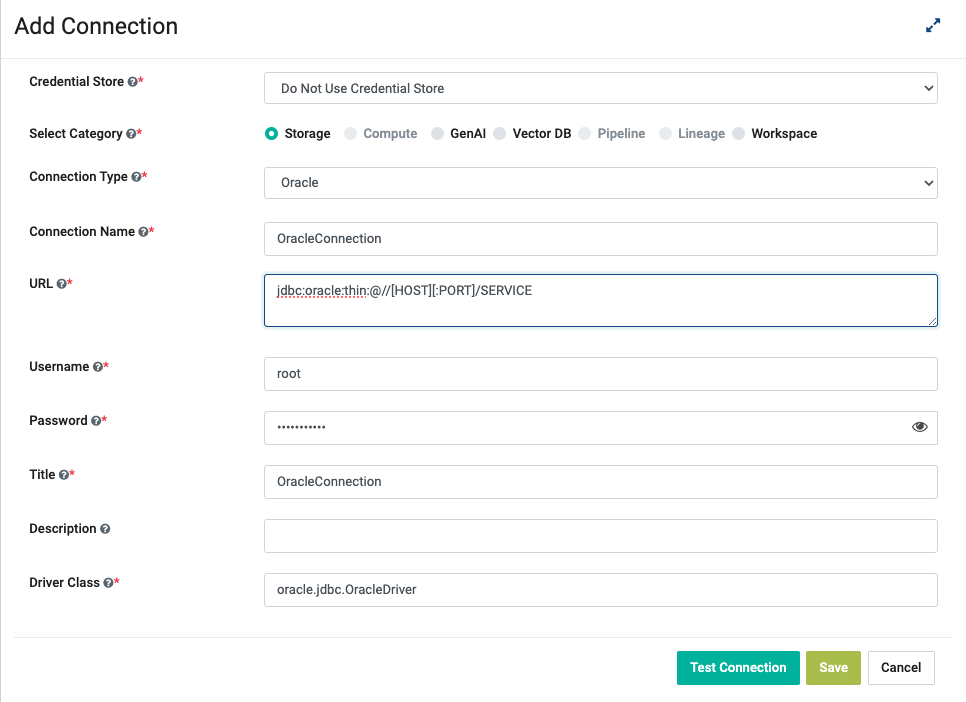 Add Connection
Credential Store *
Do Not Use Credential Store
Select Category *
Storage Compute GenAI Vector DB Pipeline Lineage Workspace
Connection Type *
Oracle
Connection Name *
OracleConnection
URL *
jdbc:oracle:thin:@//[HOST][:PORT]/SERVICE
Username *
root
Password *
•••••••••••
Title *
OracleConnection
Description
Driver Class *
oracle.jdbc.OracleDriver
Test Connection Save Cancel